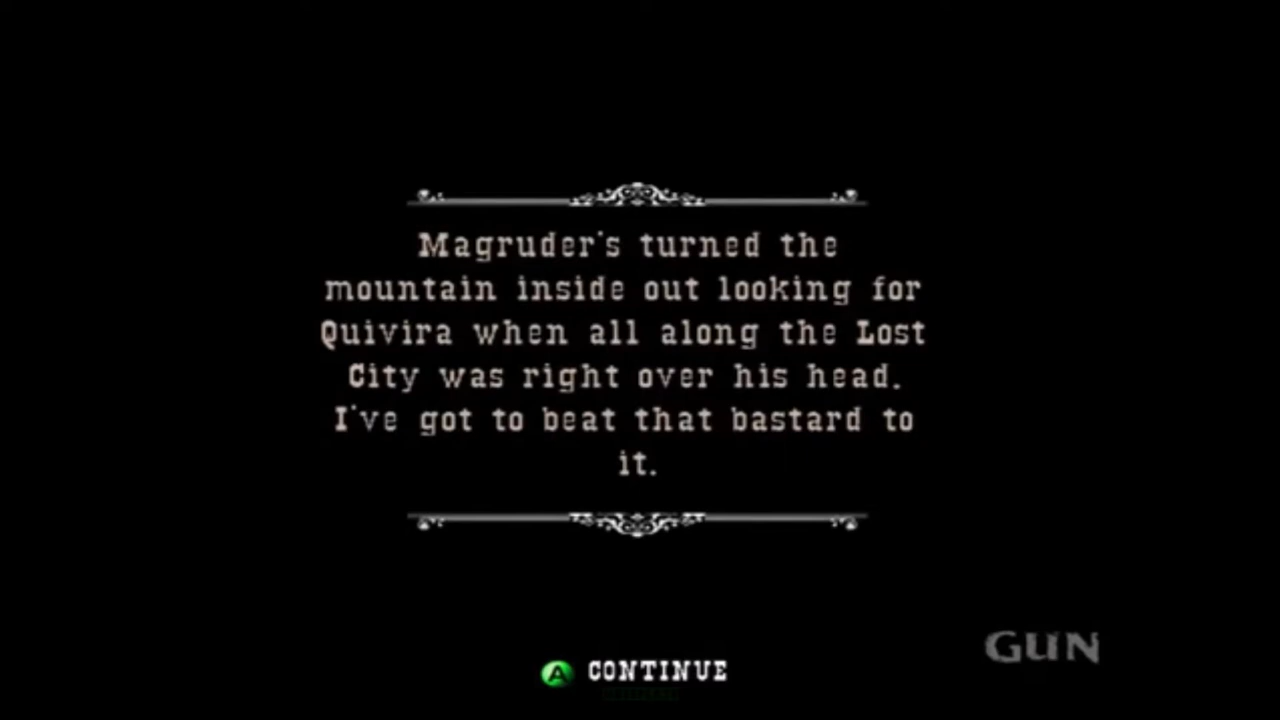 Magruder's turned the
mountain inside out looking for
Quivira when all along the Lost
City was right over his head.
I've got to beat that bastard to
it.
A CONTINUE
GUN